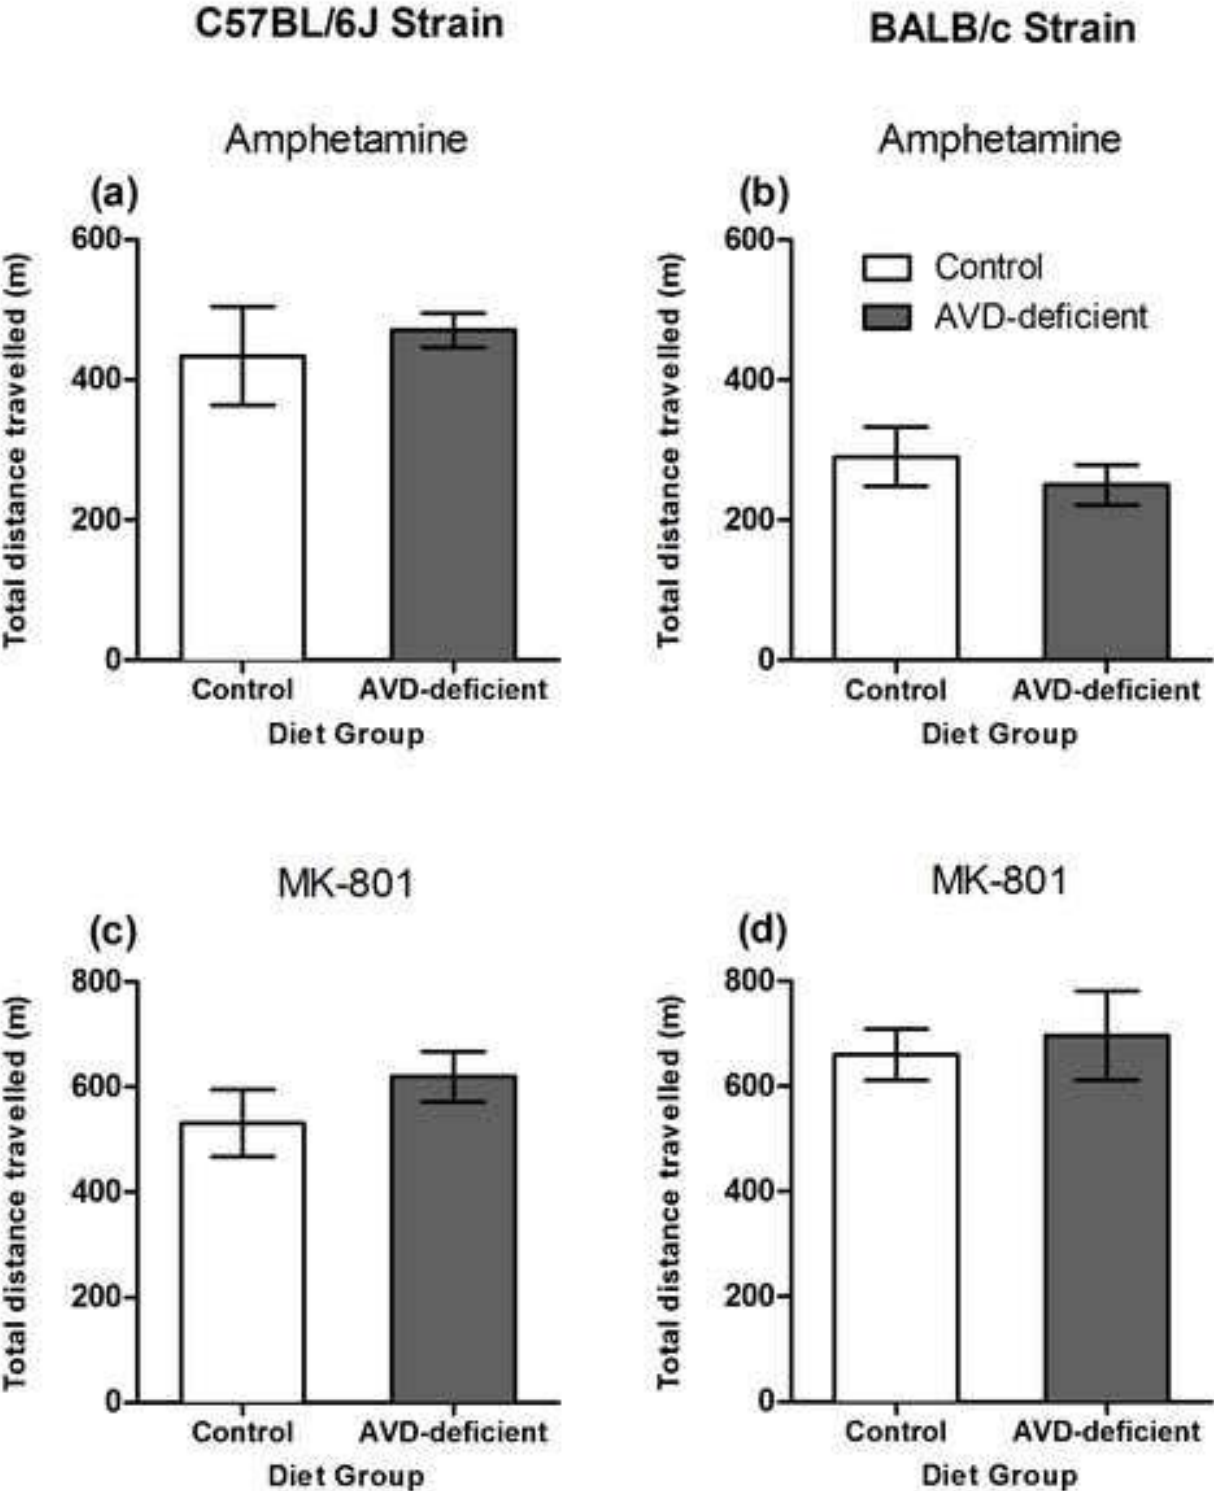 C57BL/6J Strain
BALB/c Strain
Amphetamine
(a)
600
400
200
0
Total distance travelled (m)
Control
AVD-deficient
Diet Group
Amphetamine
(b)
600
400
200
0
Total distance travelled (m)
Control
AVD-deficient
Control
AVD-deficient
Diet Group
MK-801
(c)
800
600
400
200
0
Total distance travelled (m)
Control
AVD-deficient
Diet Group
MK-801
(d)
800
600
400
200
0
Total distance travelled (m)
Control
AVD-deficient
Diet Group